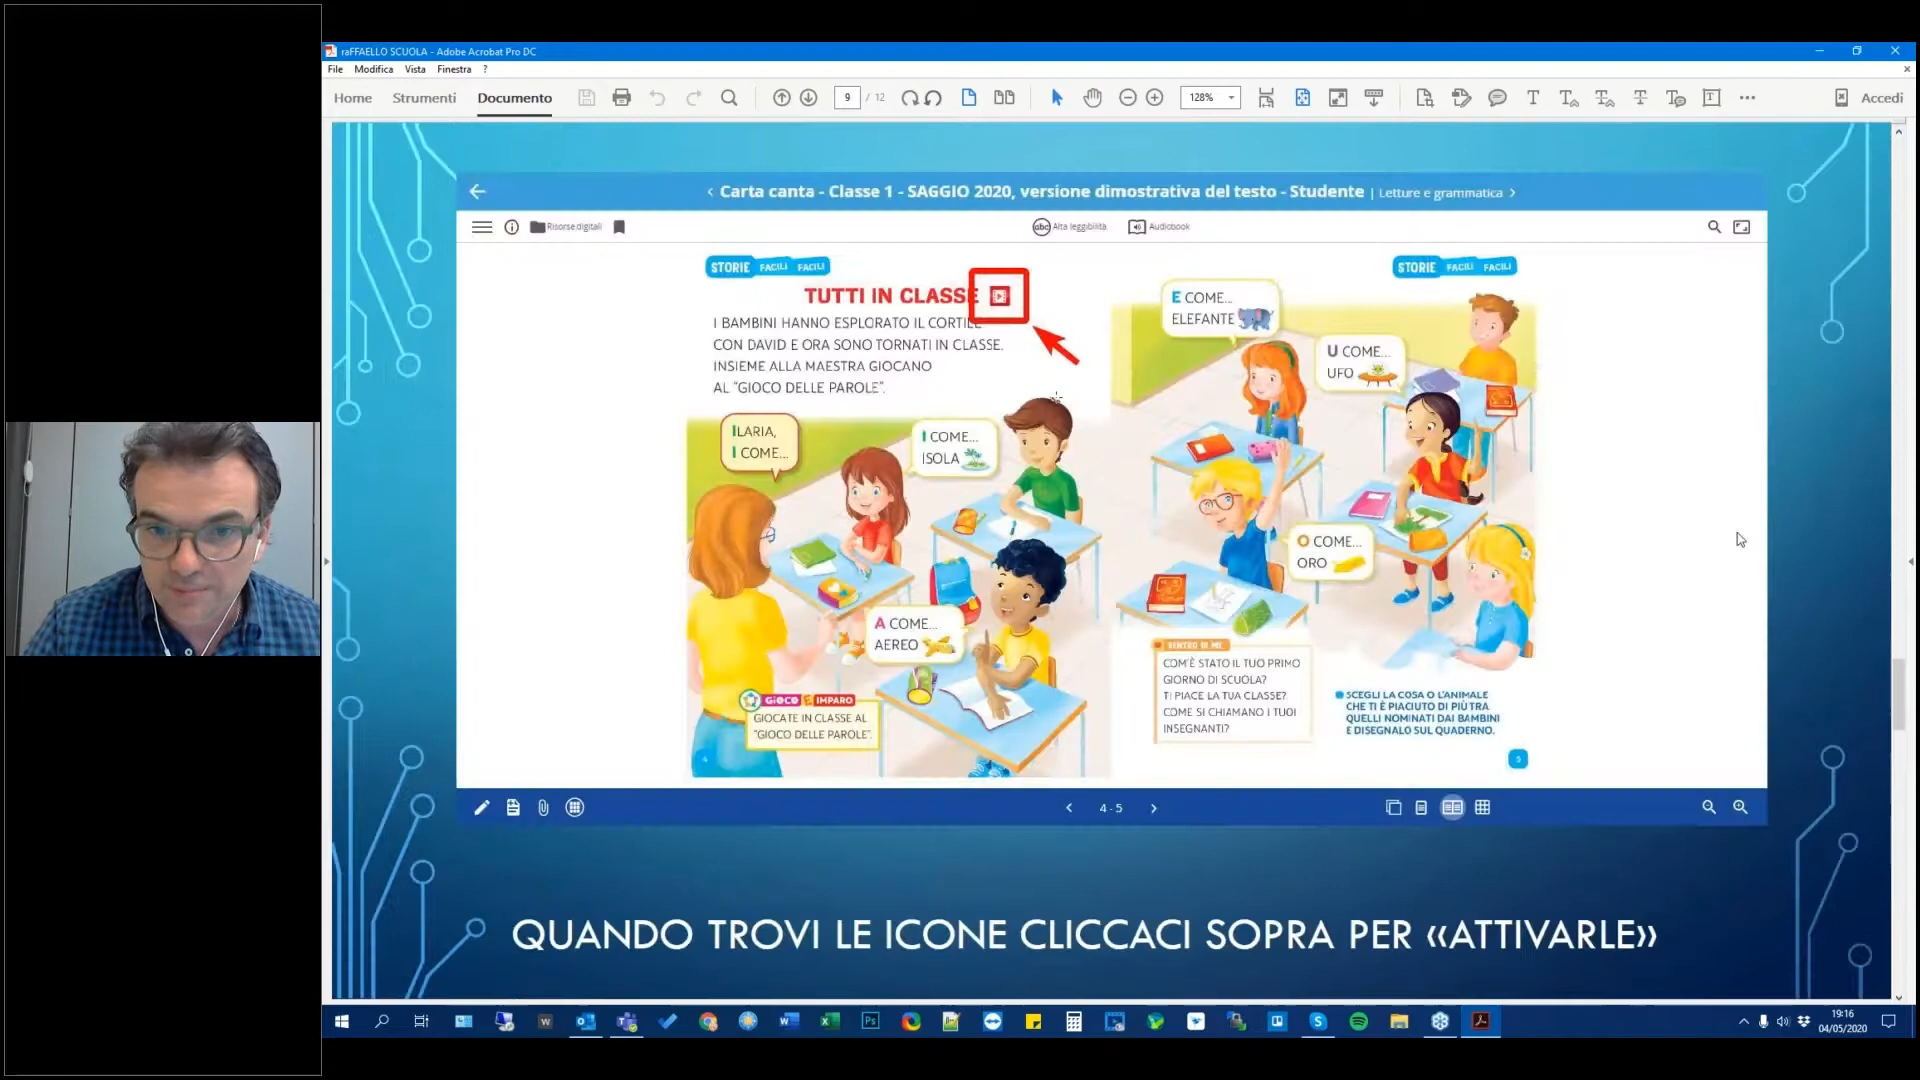 raFFAELLO SCUOLA - Adobe Acrobat Pro DC
File Modifica Vista Finestra ?
Home Strumenti Documento 9 / 12 128% Accedi
Carta canta - Classe 1 - SAGGIO 2020, versione dimostrativa del testo - Studente | Letture e grammatica
Risorse digitali abc Alta leggibilità Audiobook
STORIE FACILI FACILI
TUTTI IN CLASSE
I BAMBINI HANNO ESPLORATO IL CORTILE
CON DAVID E ORA SONO TORNATI IN CLASSE.
INSIEME ALLA MAESTRA GIOCANO
AL "GIOCO DELLE PAROLE".
ILARIA,
I COME...
I COME...
ISOLA
A COME...
AEREO
GIOCO E IMPARO
GIOCATE IN CLASSE AL
"GIOCO DELLE PAROLE".
4
STORIE FACILI FACILI
E COME...
ELEFANTE
U COME...
UFO
O COME...
ORO
DENTRO DI ME
COM'È STATO IL TUO PRIMO
GIORNO DI SCUOLA?
TI PIACE LA TUA CLASSE?
COME SI CHIAMANO I TUOI
INSEGNANTI?
SCEGLI LA COSA O L'ANIMALE
CHE TI È PIACIUTO DI PIÙ TRA
QUELLI NOMINATI DAI BAMBINI
E DISEGNALO SUL QUADERNO.
5
4 - 5
QUANDO TROVI LE ICONE CLICCACI SOPRA PER «ATTIVARLE»
19:16
04/05/2020